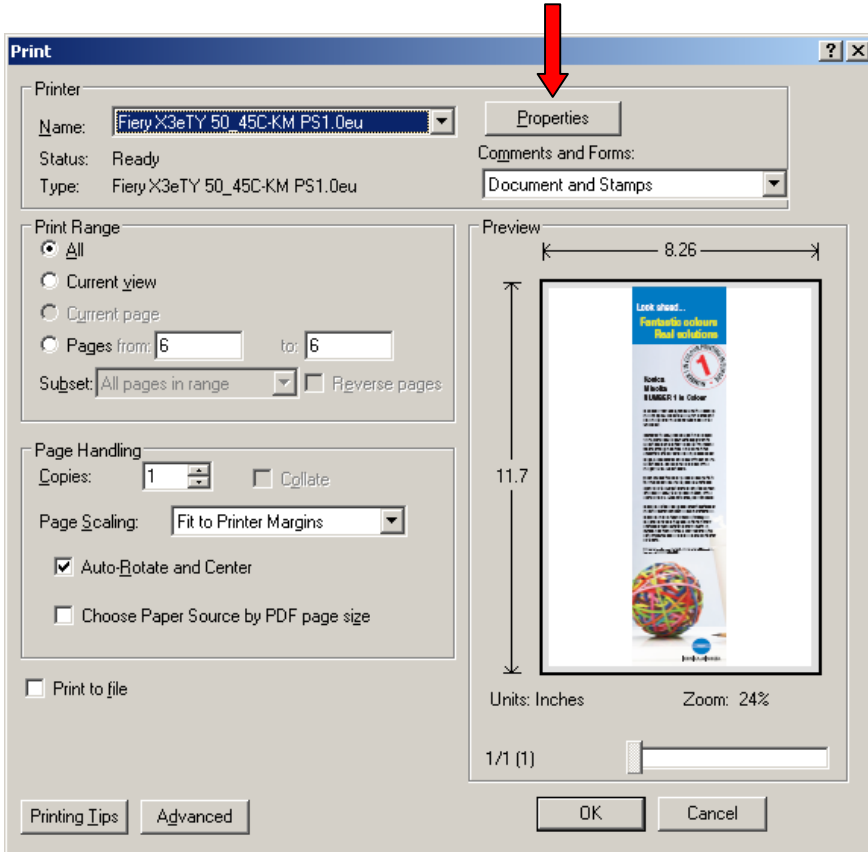 Print
Printer
Name: Fiery X3eTY 50_45C-KM PS1.0eu
Properties
Status: Ready
Comments and Forms:
Type: Fiery X3eTY 50_45C-KM PS1.0eu
Document and Stamps
Print Range
All
Current view
Current page
Pages from: 6 to: 6
Subset: All pages in range Reverse pages
Page Handling
Copies: 1 Collate
Page Scaling: Fit to Printer Margins
Auto-Rotate and Center
Choose Paper Source by PDF page size
Print to file
Preview
8.26
11.7
Look ahead...
Fantastic colours
Real solutions
1
Konica
Minolta
NUMBER 1 in Colour
Units: Inches Zoom: 24%
1/1 (1)
Printing Tips Advanced OK Cancel